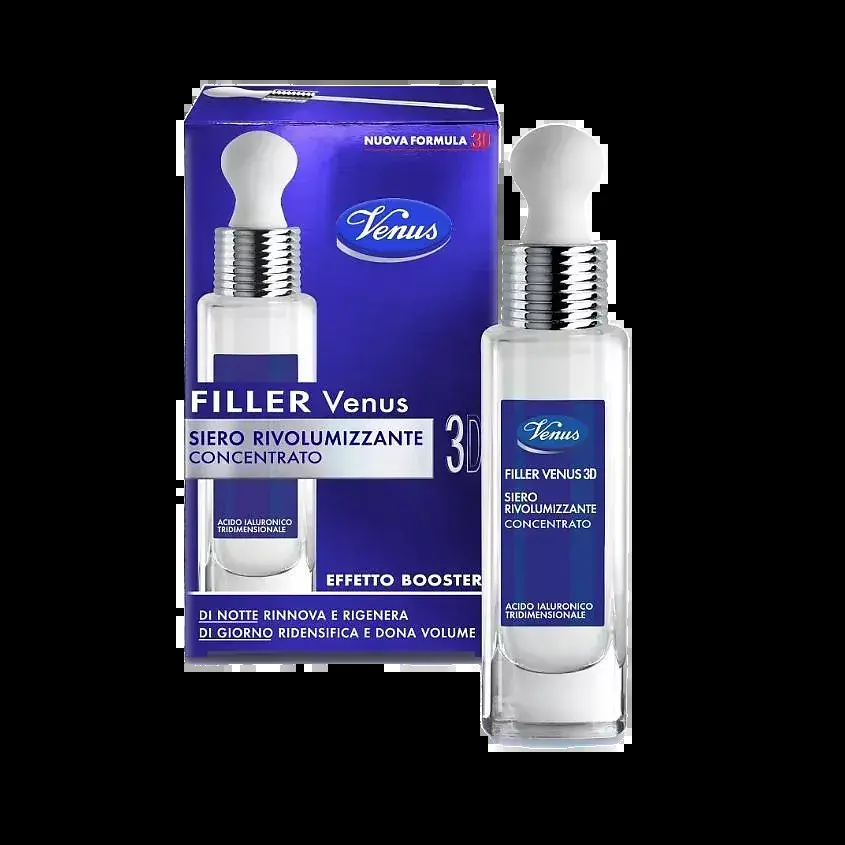 NUOVA FORMULA 3D
Venus
FILLER Venus
SIERO RIVOLUMIZZANTE
CONCENTRATO
3D
ACIDO IALURONICO
TRIDIMENSIONALE
EFFETTO BOOSTER
DI NOTTE RINNOVA E RIGENERA
DI GIORNO RIDENSIFICA E DONA VOLUME
Venus
FILLER VENUS 3D
SIERO
RIVOLUMIZZANTE
CONCENTRATO
ACIDO IALURONICO
TRIDIMENSIONALE